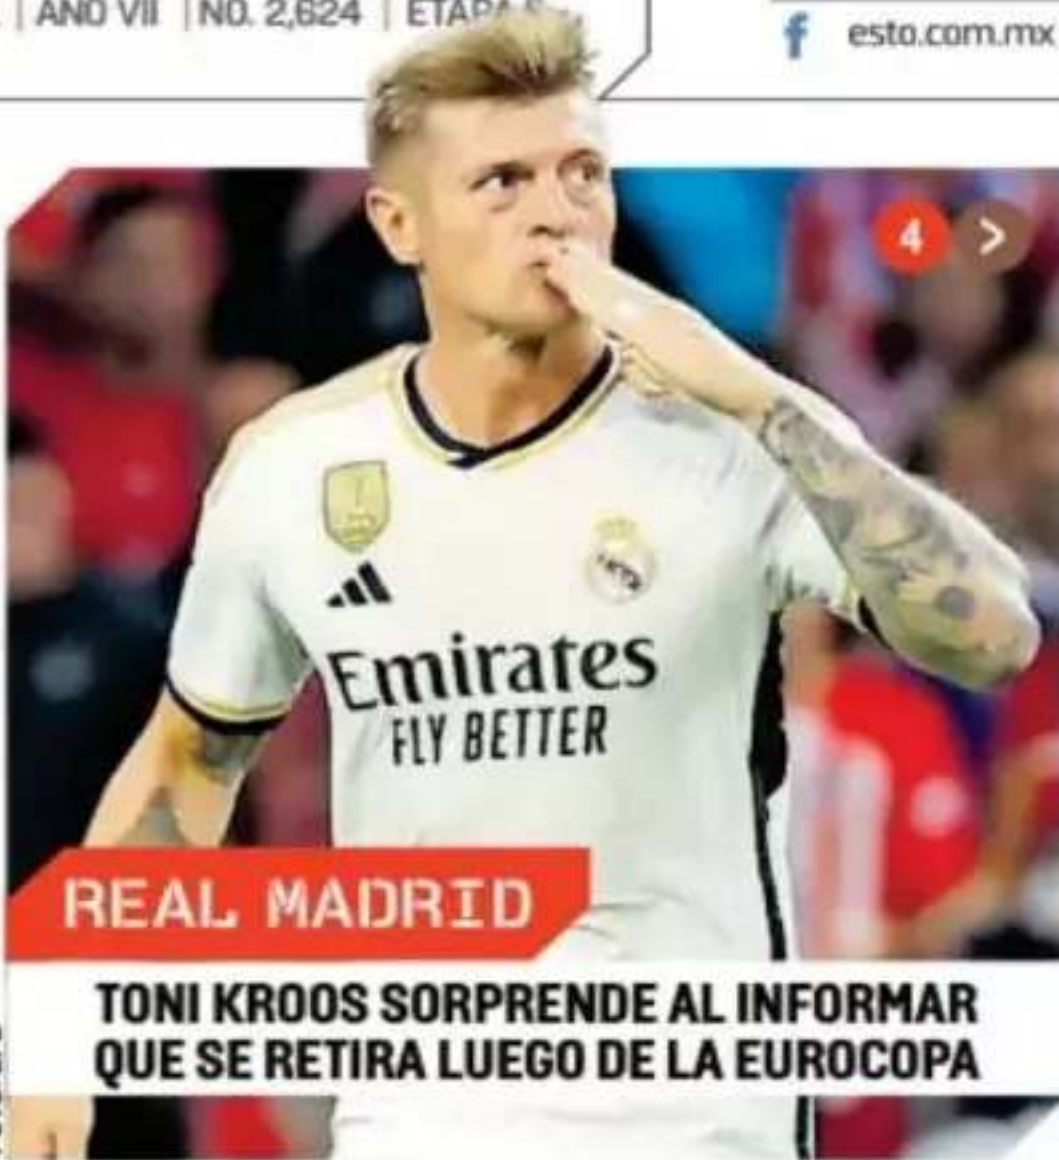 AÑO VII NO. 2,624 ETAPA
esto.com.mx
4 >
Emirates
FLY BETTER
REAL MADRID
TONI KROOS SORPRENDE AL INFORMAR
QUE SE RETIRA LUEGO DE LA EUROCOPA